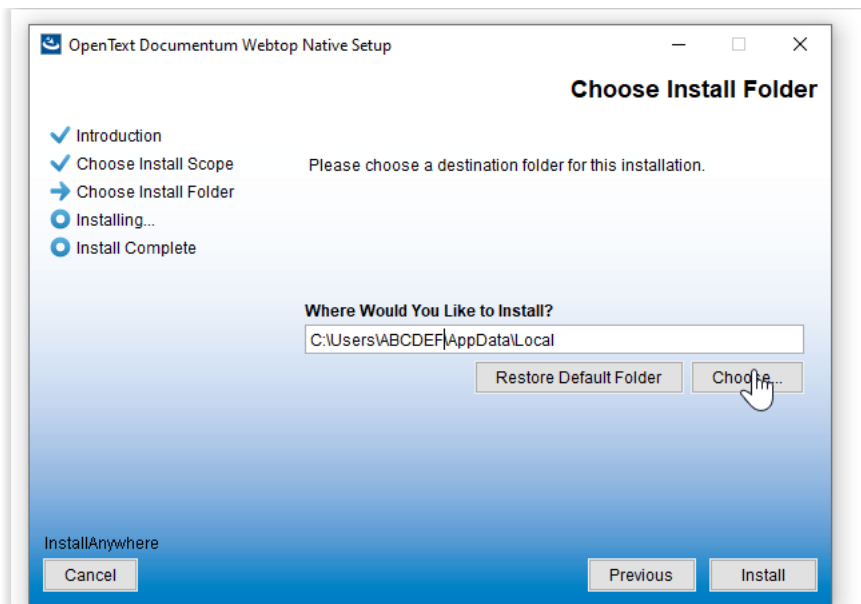 OpenText Documentum Webtop Native Setup
Choose Install Folder
Introduction
Choose Install Scope
Please choose a destination folder for this installation.
Choose Install Folder
Installing...
Install Complete
Where Would You Like to Install?
C:\Users\ABCDEF\AppData\Local
Restore Default Folder
Choose...
InstallAnywhere
Cancel
Previous
Install